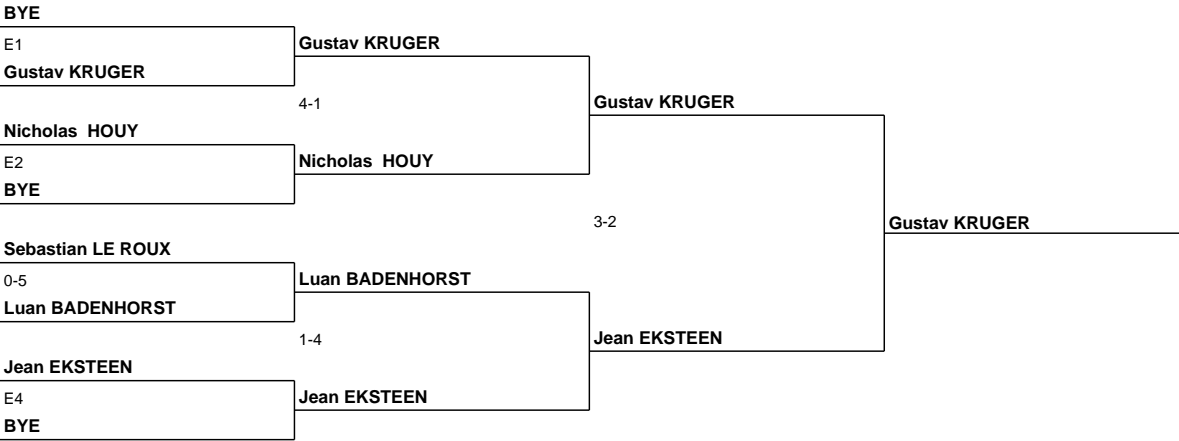 BYE
E1
Gustav KRUGER
Gustav KRUGER
4-1
Gustav KRUGER
Nicholas HOUY
E2
Nicholas HOUY
BYE
3-2
Gustav KRUGER
Sebastian LE ROUX
0-5
Luan BADENHORST
Luan BADENHORST
1-4
Jean EKSTEEN
Jean EKSTEEN
E4
Jean EKSTEEN
BYE